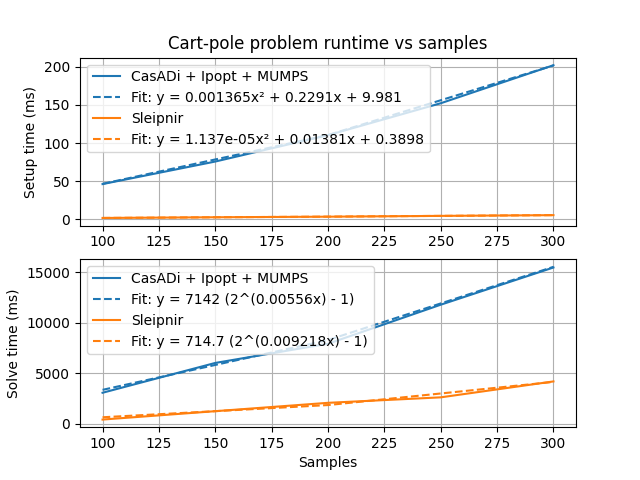 Cart-pole problem runtime vs samples
Setup time (ms)
200
150
100
50
0
CasADi + Ipopt + MUMPS
Fit: y = 0.001365x² + 0.2291x + 9.981
Sleipnir
Fit: y = 1.137e-05x² + 0.01381x + 0.3898
100 125 150 175 200 225 250 275 300
Solve time (ms)
15000
10000
5000
0
CasADi + Ipopt + MUMPS
Fit: y = 7142 (2^(0.00556x) - 1)
Sleipnir
Fit: y = 714.7 (2^(0.009218x) - 1)
100 125 150 175 200 225 250 275 300
Samples